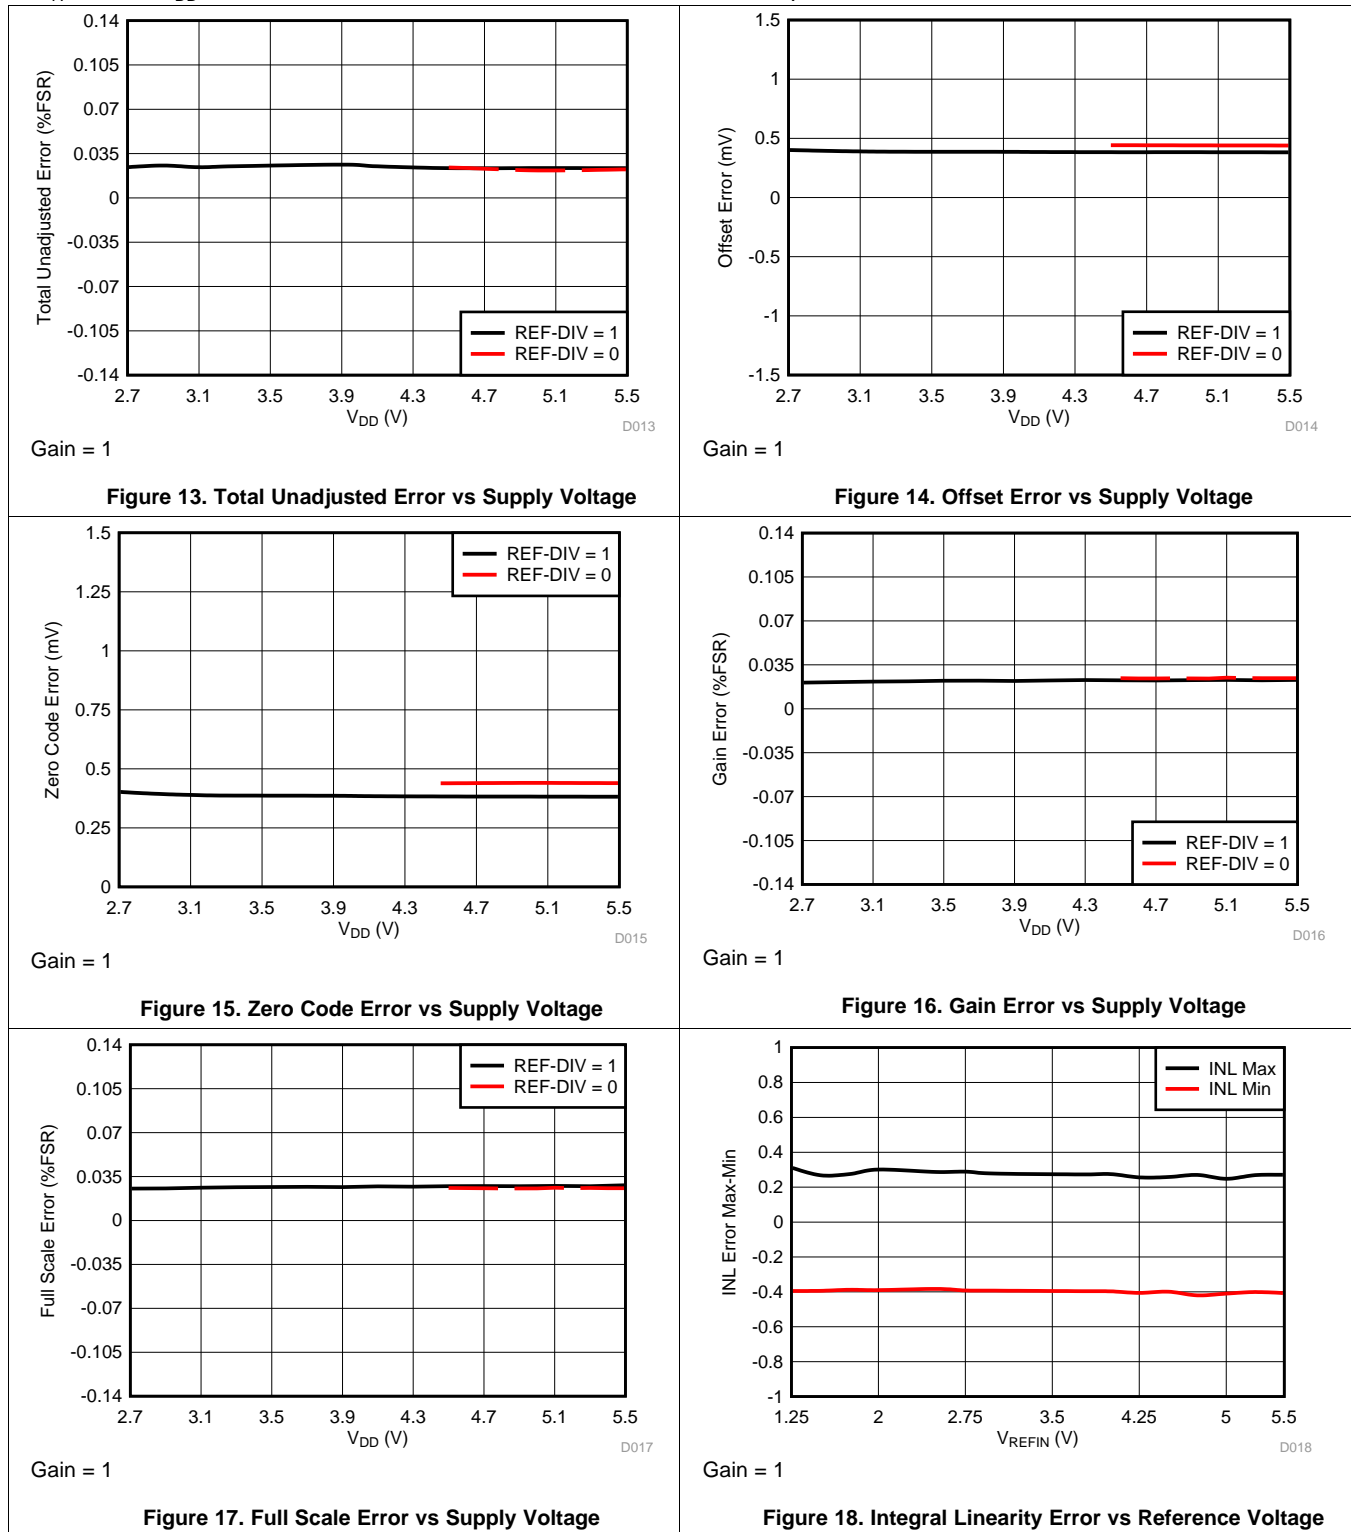 0.14
0.105
0.07
0.035
0
-0.035
-0.07
-0.105
-0.14
Total Unadjusted Error (%FSR)
REF-DIV = 1
REF-DIV = 0
2.7 3.1 3.5 3.9 4.3 4.7 5.1 5.5
VDD (V)
D013
Gain = 1
Figure 13. Total Unadjusted Error vs Supply Voltage
1.5
1
0.5
0
-0.5
-1
-1.5
Offset Error (mV)
REF-DIV = 1
REF-DIV = 0
2.7 3.1 3.5 3.9 4.3 4.7 5.1 5.5
VDD (V)
D014
Gain = 1
Figure 14. Offset Error vs Supply Voltage
1.5
1.25
1
0.75
0.5
0.25
0
Zero Code Error (mV)
REF-DIV = 1
REF-DIV = 0
2.7 3.1 3.5 3.9 4.3 4.7 5.1 5.5
VDD (V)
D015
Gain = 1
Figure 15. Zero Code Error vs Supply Voltage
0.14
0.105
0.07
0.035
0
-0.035
-0.07
-0.105
-0.14
Gain Error (%FSR)
REF-DIV = 1
REF-DIV = 0
2.7 3.1 3.5 3.9 4.3 4.7 5.1 5.5
VDD (V)
D016
Gain = 1
Figure 16. Gain Error vs Supply Voltage
0.14
0.105
0.07
0.035
0
-0.035
-0.07
-0.105
-0.14
Full Scale Error (%FSR)
REF-DIV = 1
REF-DIV = 0
2.7 3.1 3.5 3.9 4.3 4.7 5.1 5.5
VDD (V)
D017
Gain = 1
Figure 17. Full Scale Error vs Supply Voltage
1
0.8
0.6
0.4
0.2
0
-0.2
-0.4
-0.6
-0.8
-1
INL Error Max-Min
INL Max
INL Min
1.25 2 2.75 3.5 4.25 5 5.5
VREFIN (V)
D018
Gain = 1
Figure 18. Integral Linearity Error vs Reference Voltage